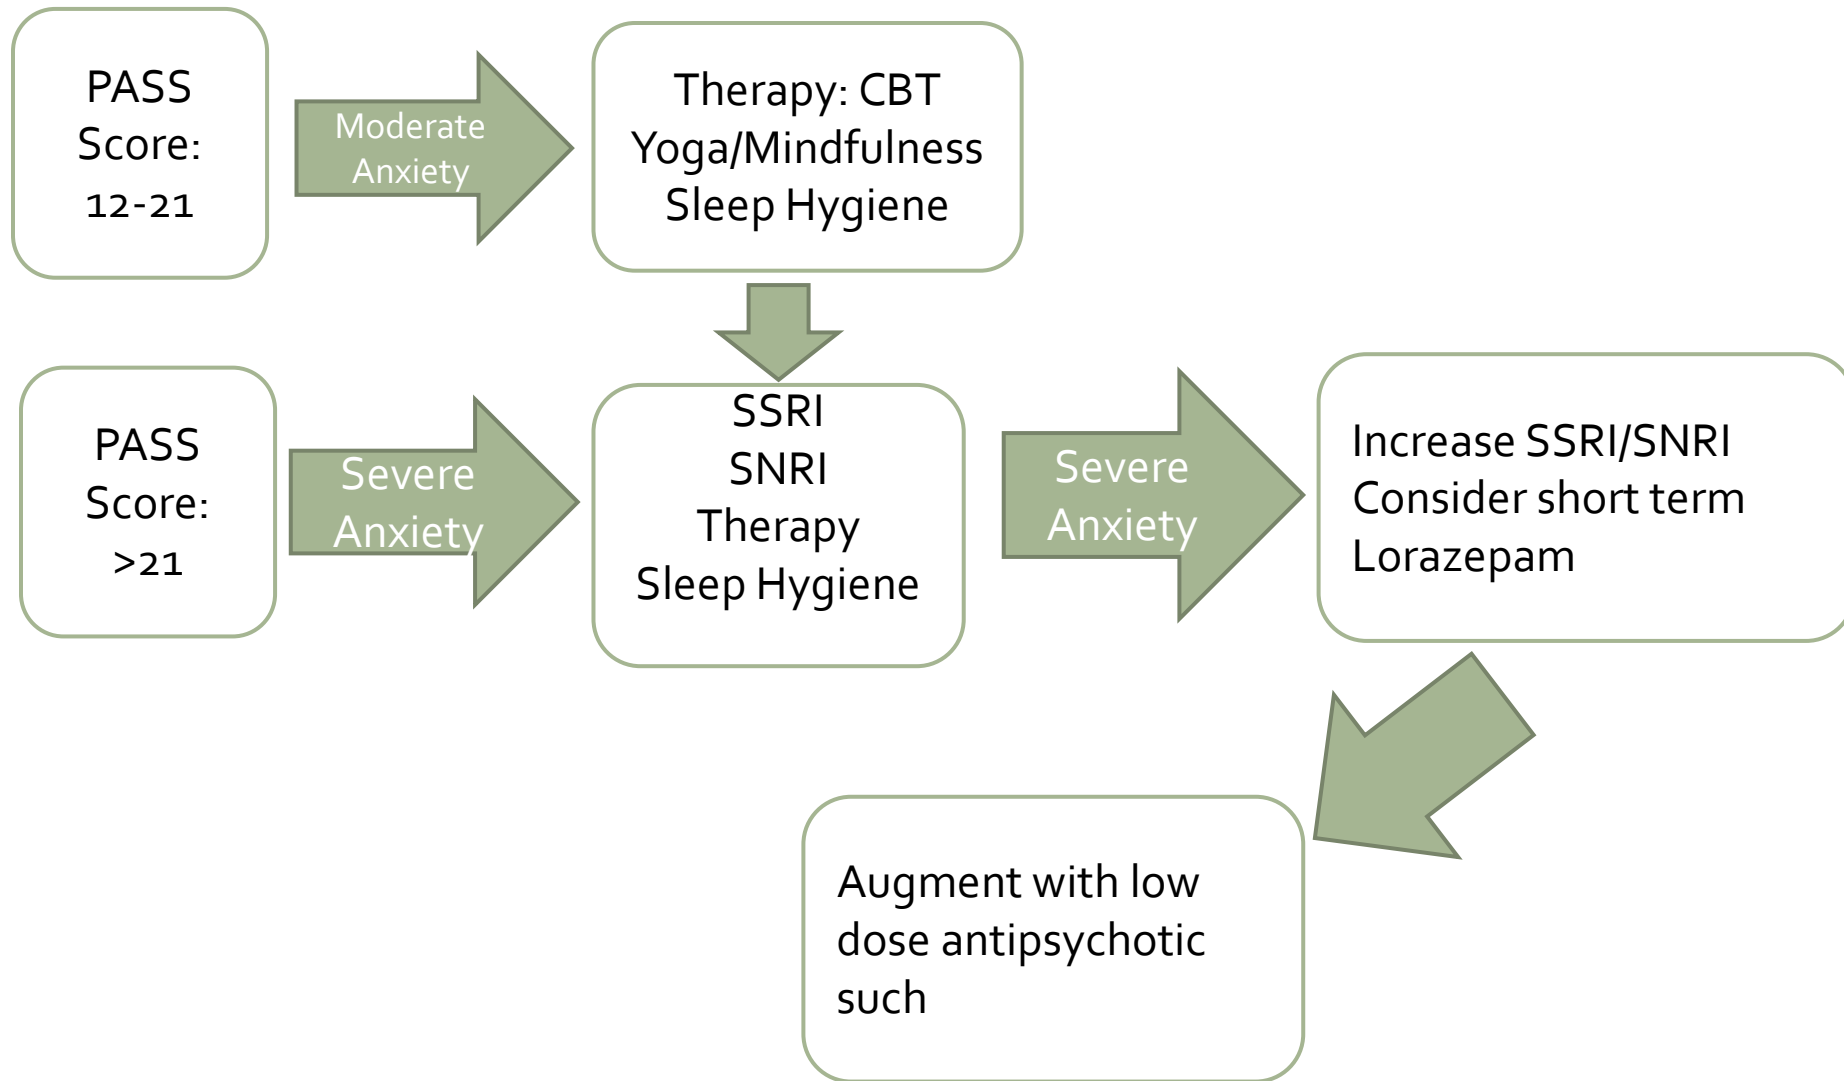 PASS
Score:
12-21
Moderate
Anxiety
Therapy: CBT
Yoga/Mindfulness
Sleep Hygiene
PASS
Score:
>21
Severe
Anxiety
SSRI
SNRI
Therapy
Sleep Hygiene
Severe
Anxiety
Increase SSRI/SNRI
Consider short term
Lorazepam
Augment with low
dose antipsychotic
such